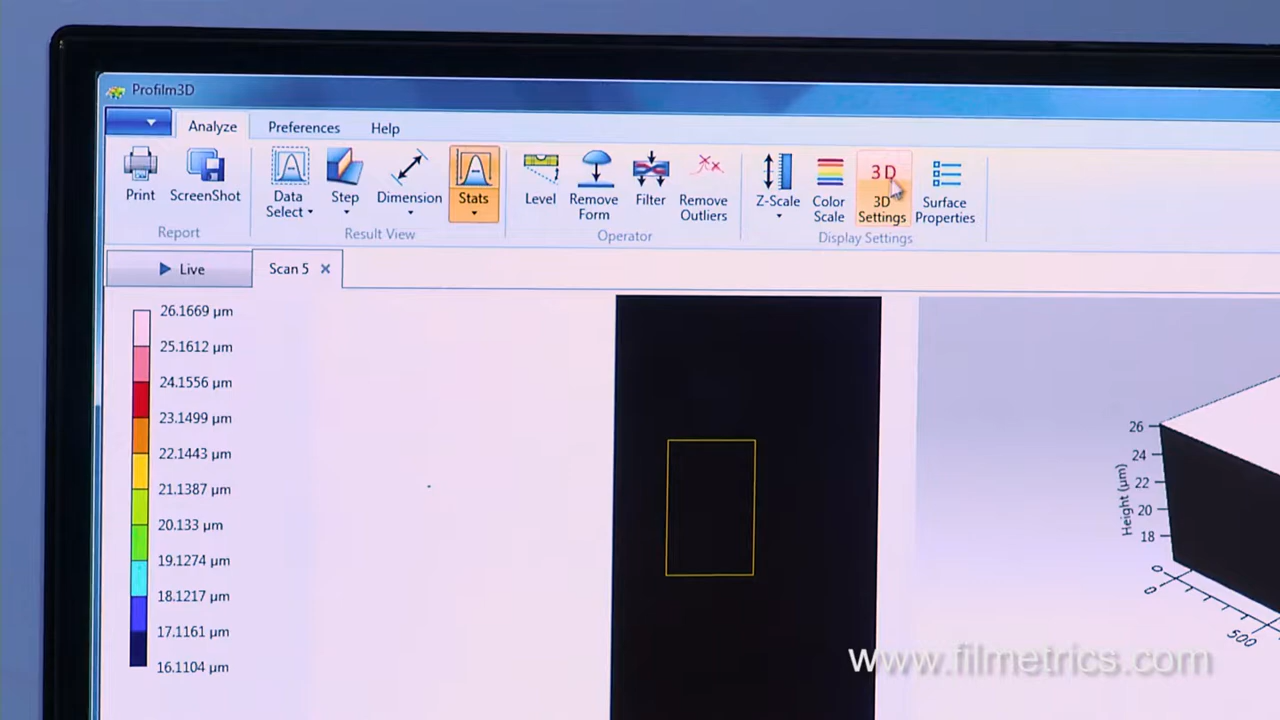 Profilm3D
Analyze Preferences Help
Print ScreenShot Data Select Step Dimension Stats Level Remove Form Filter Remove Outliers Z-Scale Color Scale 3D 3D Settings Surface Properties
Report Result View Operator Display Settings
Live Scan 5
26.1669 µm
25.1612 µm
24.1556 µm
23.1499 µm
22.1443 µm
21.1387 µm
20.133 µm
19.1274 µm
18.1217 µm
17.1161 µm
16.1104 µm
26
24
22
20
18
Height (µm)
0
0
500
www.filmetrics.com